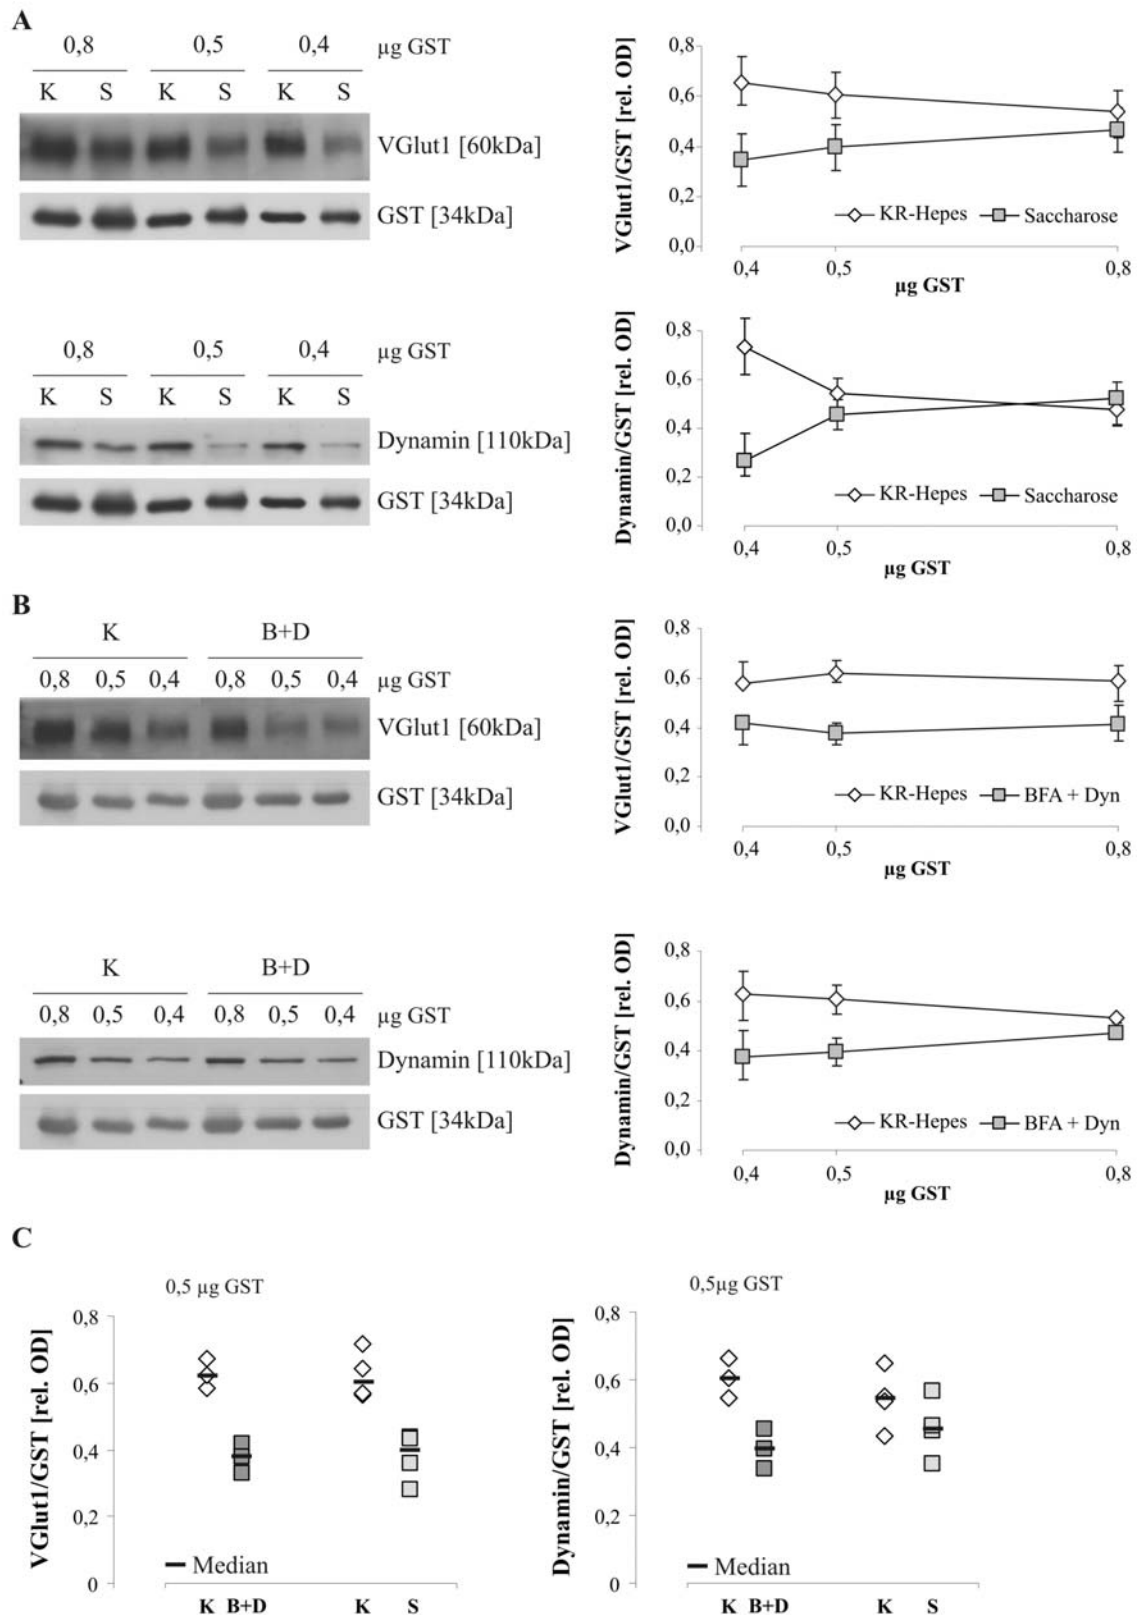 A
0,8 0,5 0,4 µg GST
K S K S K S
VGlut1 [60kDa]
GST [34kDa]
VGlut1/GST [rel. OD]
0,8
0,6
0,4
0,2
0,0
KR-Hepes Saccharose
0,4 0,5 0,8
µg GST
0,8 0,5 0,4 µg GST
K S K S K S
Dynamin [110kDa]
GST [34kDa]
Dynamin/GST [rel. OD]
0,8
0,6
0,4
0,2
0,0
KR-Hepes Saccharose
0,4 0,5 0,8
µg GST
B
K B+D
0,8 0,5 0,4 0,8 0,5 0,4 µg GST
VGlut1 [60kDa]
GST [34kDa]
VGlut1/GST [rel. OD]
0,8
0,6
0,4
0,2
0,0
KR-Hepes BFA + Dyn
0,4 0,5 0,8
µg GST
K B+D
0,8 0,5 0,4 0,8 0,5 0,4 µg GST
Dynamin [110kDa]
GST [34kDa]
Dynamin/GST [rel. OD]
0,8
0,6
0,4
0,2
0,0
KR-Hepes BFA + Dyn
0,4 0,5 0,8
µg GST
C
0,5 µg GST
VGlut1/GST [rel. OD]
0,8
0,6
0,4
0,2
0
Median
K B+D K S
0,5µg GST
Dynamin/GST [rel. OD]
0,8
0,6
0,4
0,2
0
Median
K B+D K S